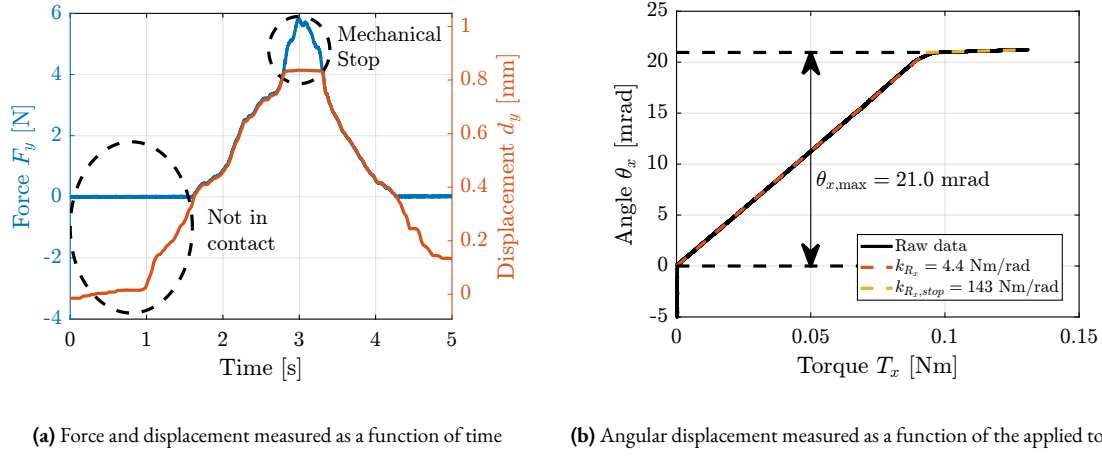 6
4
2
0
-2
-4
Force F_y [N]
0
1
2
3
4
5
Time [s]
1
0.8
0.6
0.4
0.2
0
Displacement d_y [mm]
Mechanical
Stop
Not in
contact
(a) Force and displacement measured as a function of time
25
20
15
10
5
0
-5
Angle θ_x [mrad]
0
0.05
0.1
0.15
Torque T_x [Nm]
θ_{x,max} = 21.0 mrad
Raw data
k_{R_x} = 4.4 Nm/rad
k_{R_x,stop} = 143 Nm/rad
(b) Angular displacement measured as a function of the applied to